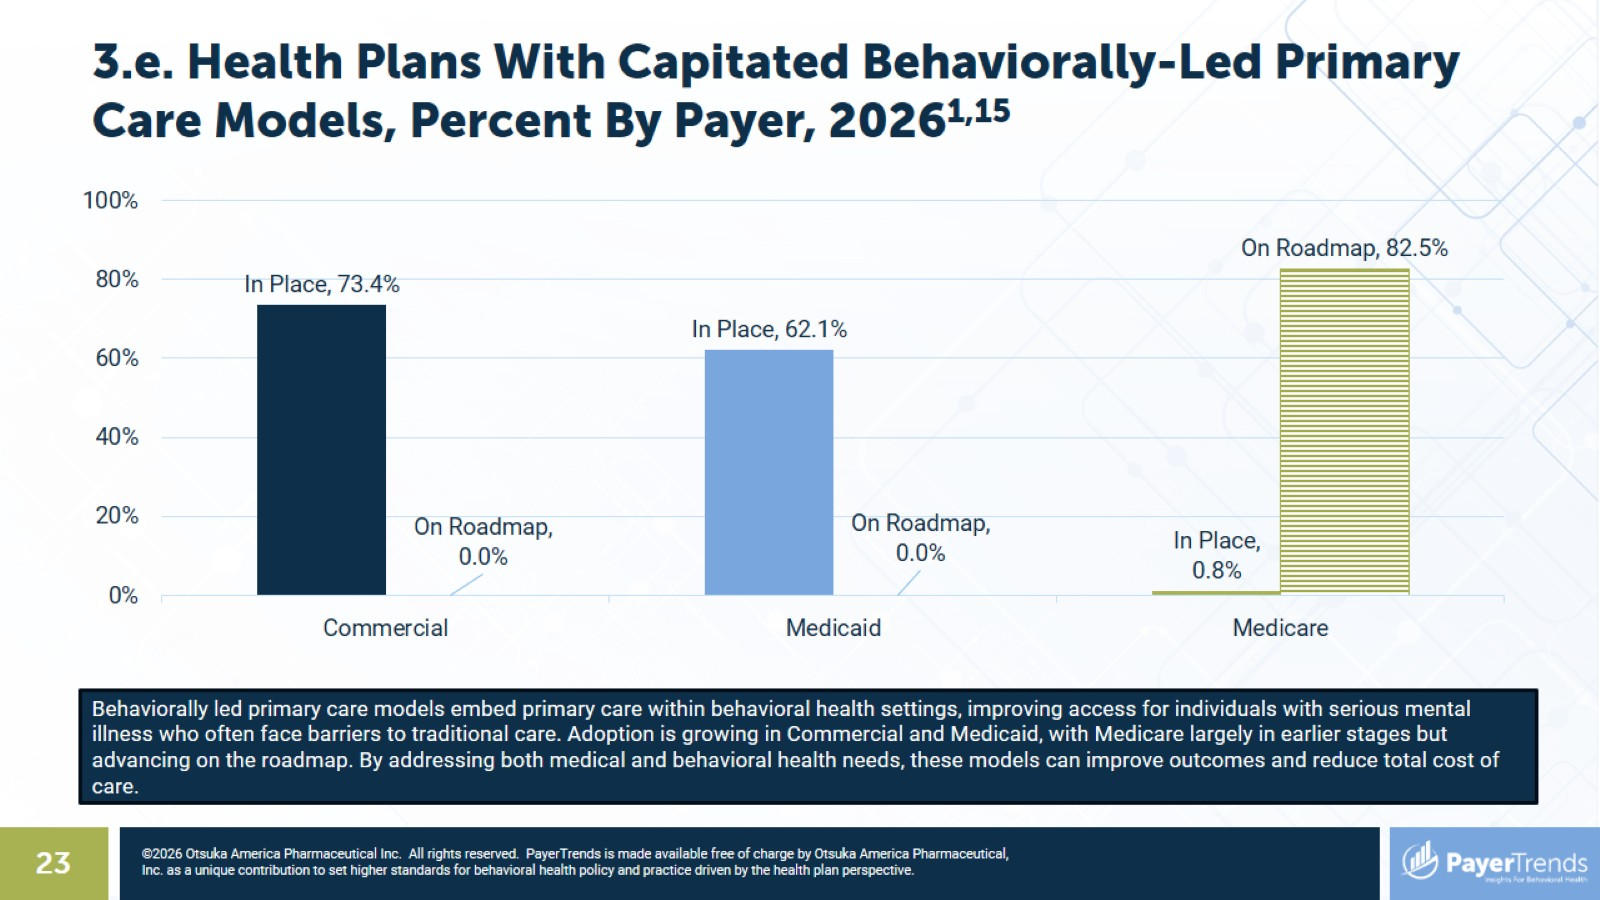 3.e. Health Plans With Capitated Behaviorally-Led Primary
Care Models, Percent By Payer, 2026¹,¹⁵
100%
80%
60%
40%
20%
0%
In Place, 73.4%
On Roadmap,
0.0%
In Place, 62.1%
On Roadmap,
0.0%
In Place,
0.8%
On Roadmap, 82.5%
Commercial
Medicaid
Medicare
Behaviorally led primary care models embed primary care within behavioral health settings, improving access for individuals with serious mental
illness who often face barriers to traditional care. Adoption is growing in Commercial and Medicaid, with Medicare largely in earlier stages but
advancing on the roadmap. By addressing both medical and behavioral health needs, these models can improve outcomes and reduce total cost of
care.
23
©2026 Otsuka America Pharmaceutical Inc. All rights reserved. PayerTrends is made available free of charge by Otsuka America Pharmaceutical,
Inc. as a unique contribution to set higher standards for behavioral health policy and practice driven by the health plan perspective.
PayerTrends
Insights For Behavioral Health